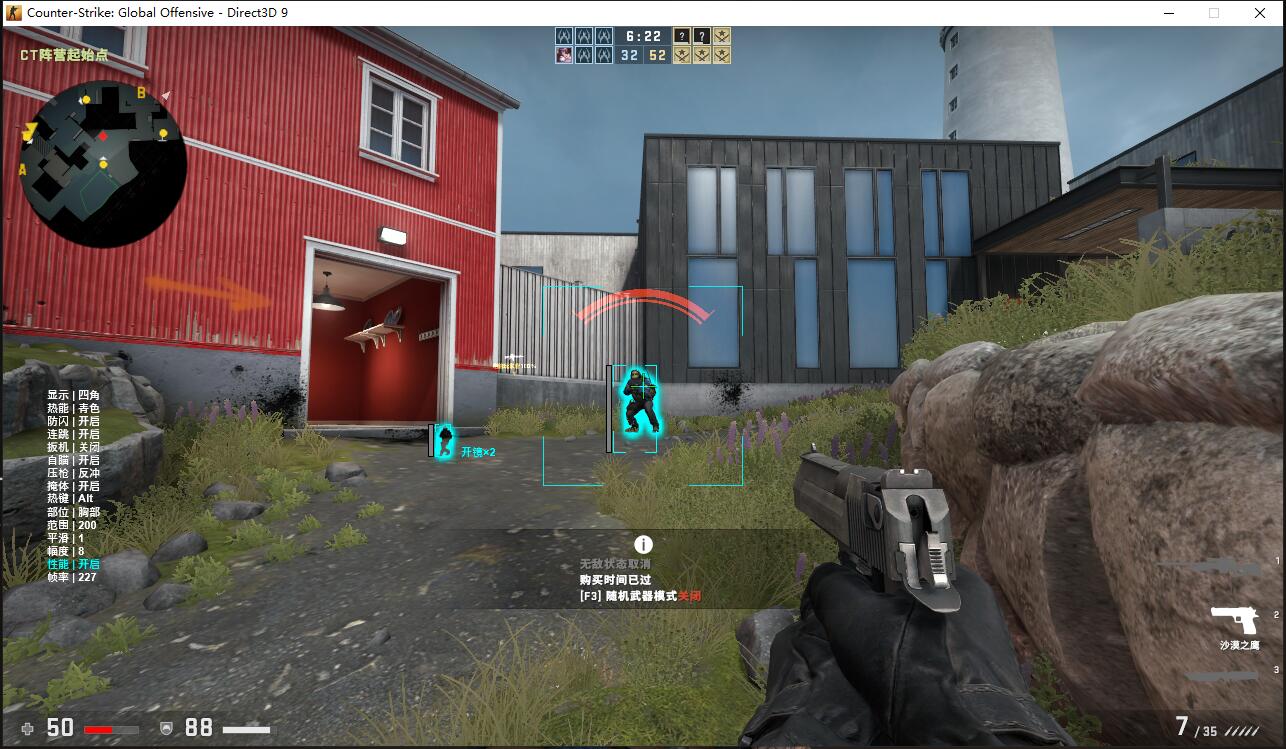 Counter-Strike: Global Offensive - Direct3D 9
6:22
? ?
32 52
CT阵营起始点
B
A
显示 | 四角
热能 | 青色
防闪 | 开启
连跳 | 开启
扳机 | 关闭
自瞄 | 开启
压枪 | 反冲
掩体 | 开启
热键 | Alt
部位 | 胸部
范围 | 200
平滑 | 1
幅度 | 8
性能 | 开启
帧率 | 227
开镜×2
无敌状态取消
购买时间已过
[F3] 随机武器模式关闭
1
2
沙漠之鹰
3
50
88
7 / 35